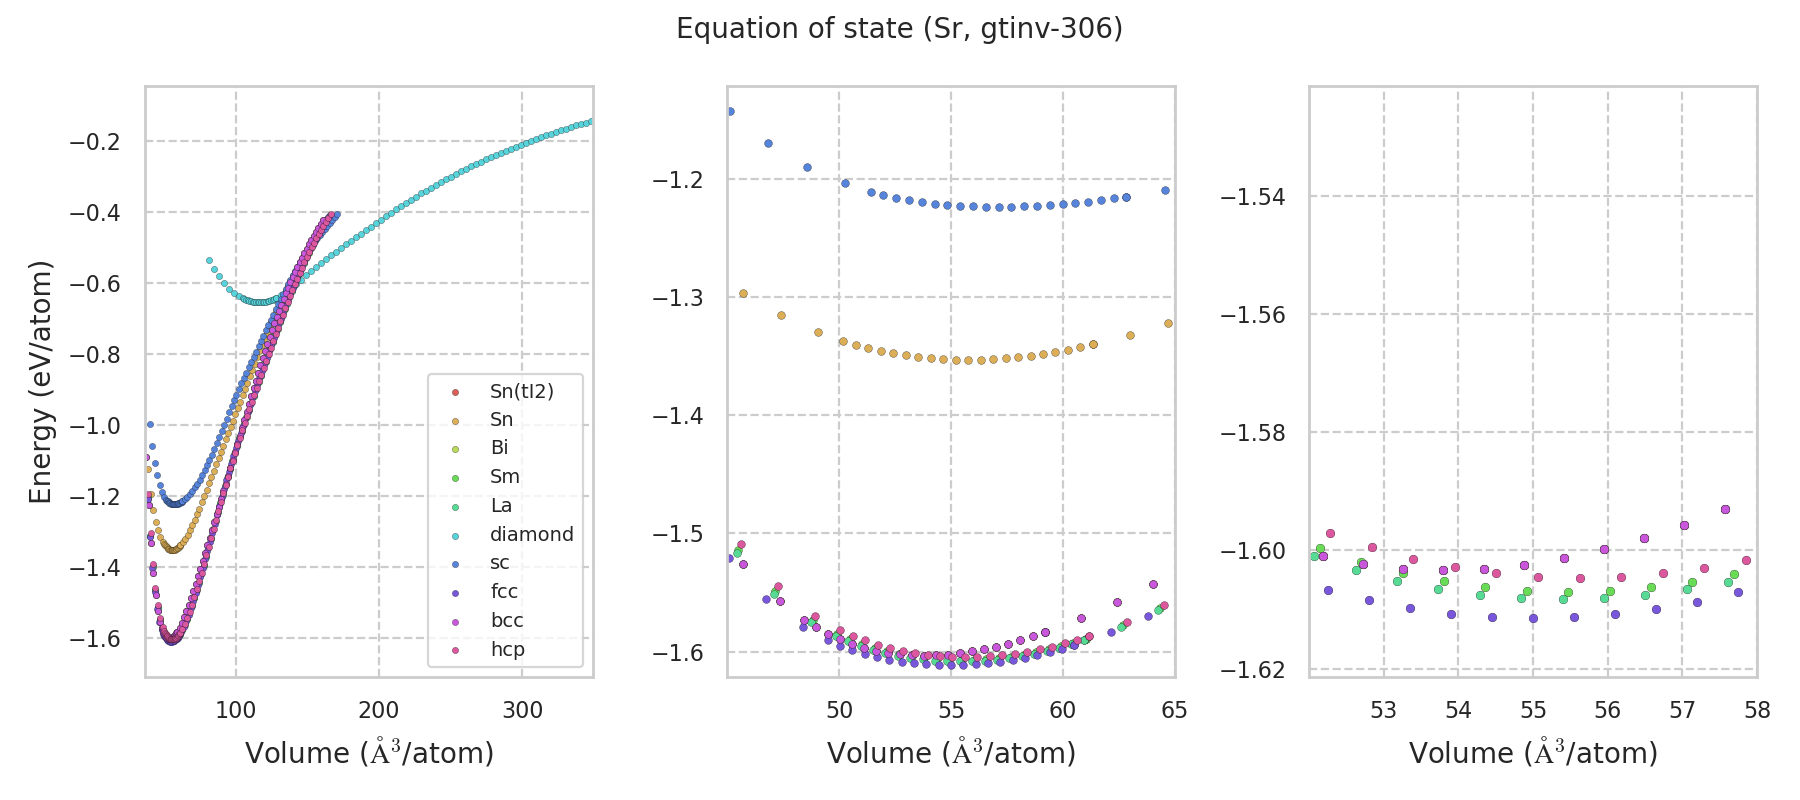 Equation of state (Sr, gtinv-306)
Energy (eV/atom)
−0.2
−0.4
−0.6
−0.8
−1.0
−1.2
−1.4
−1.6
100 200 300
Volume (Å³/atom)
Sn(tI2)
Sn
Bi
Sm
La
diamond
sc
fcc
bcc
hcp
−1.2
−1.3
−1.4
−1.5
−1.6
50 55 60 65
Volume (Å³/atom)
−1.54
−1.56
−1.58
−1.60
−1.62
53 54 55 56 57 58
Volume (Å³/atom)